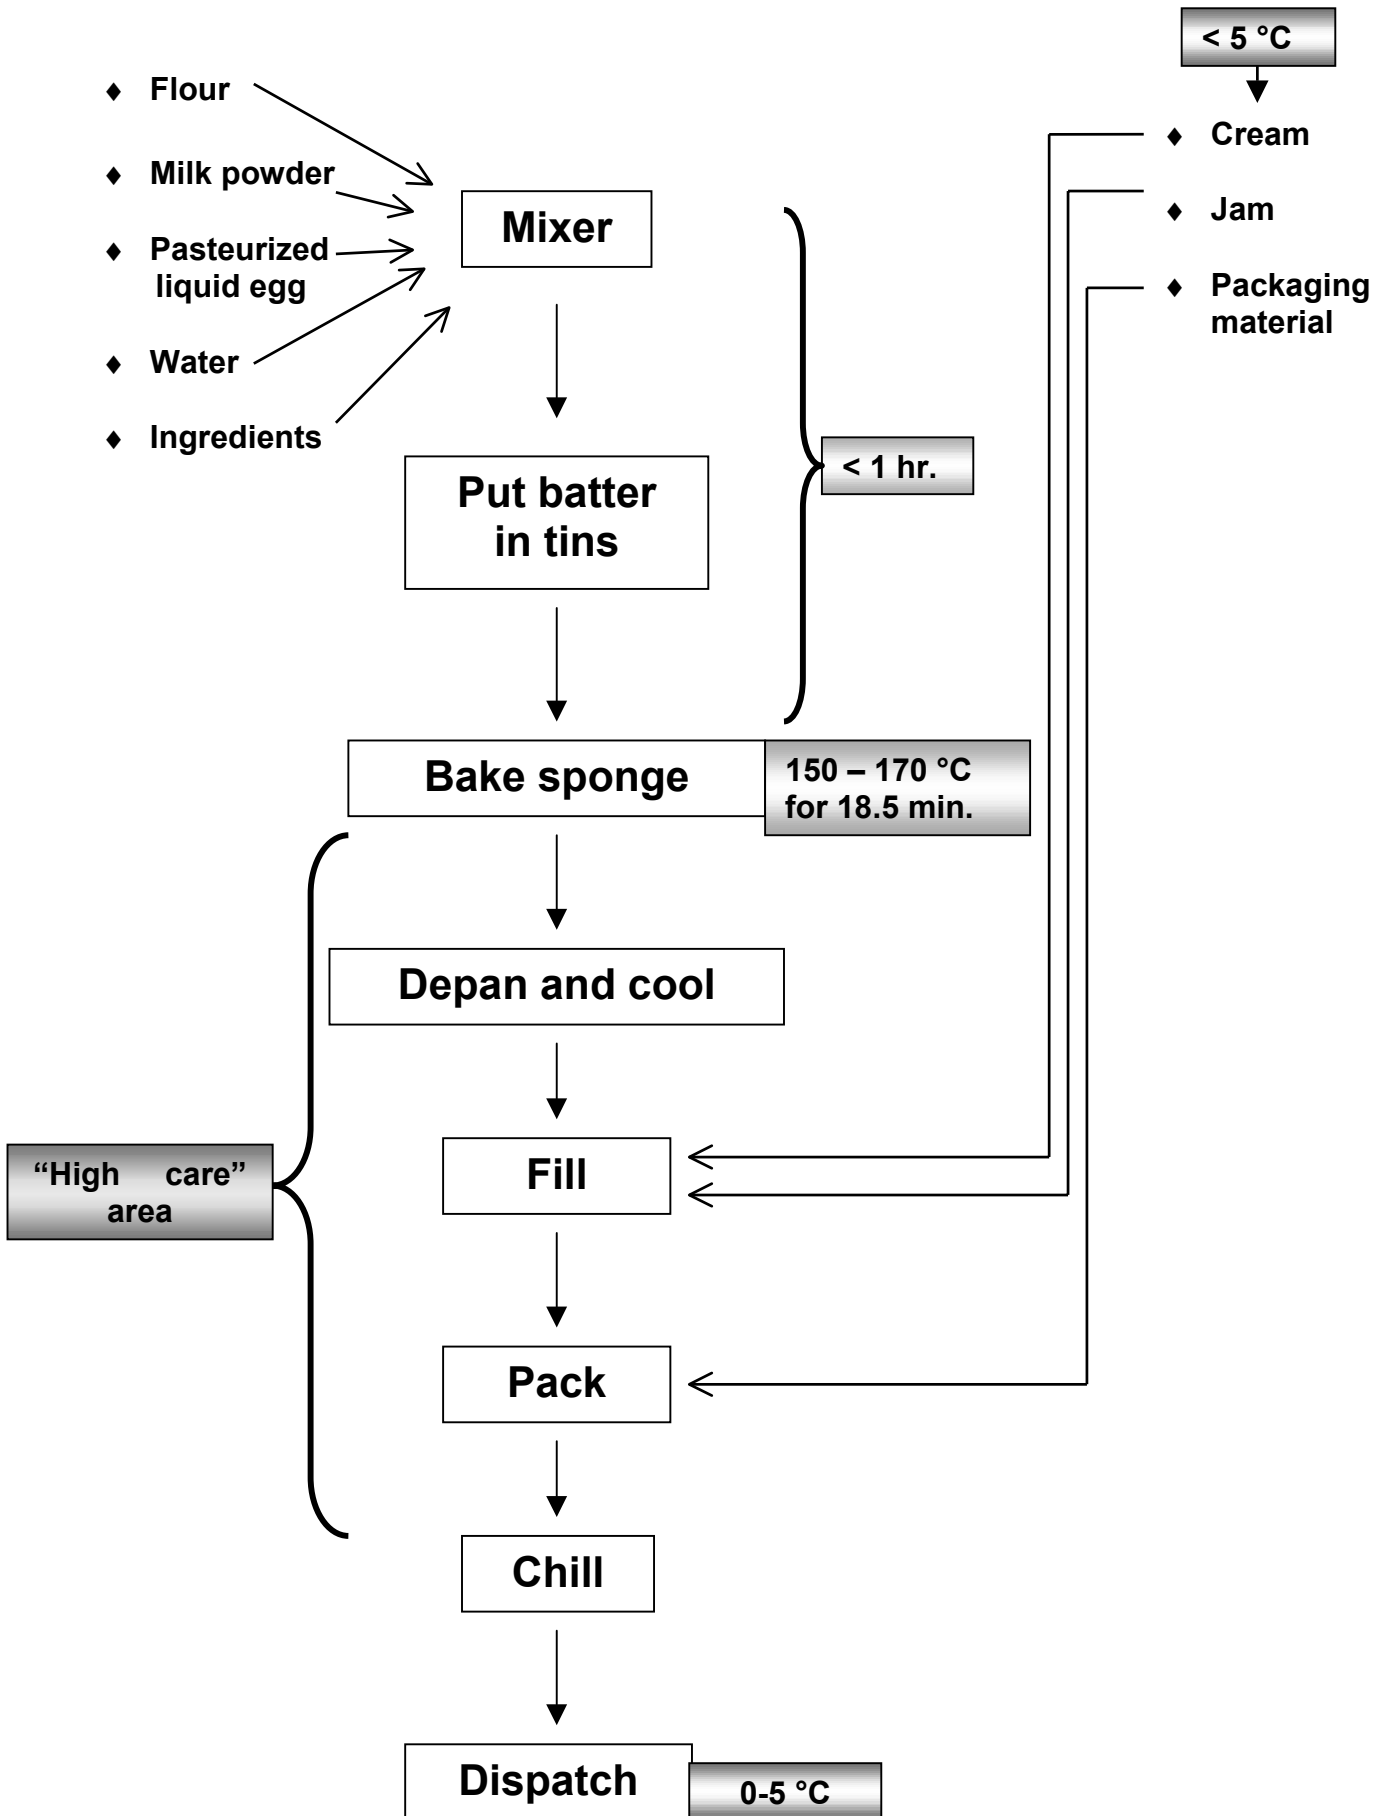 < 5 °C
♦ Flour
♦ Milk powder
♦ Pasteurized
liquid egg
♦ Water
♦ Ingredients
♦ Cream
♦ Jam
♦ Packaging
material
Mixer
Put batter
in tins
< 1 hr.
Bake sponge
150 – 170 °C
for 18.5 min.
Depan and cool
“High care”
area
Fill
Pack
Chill
Dispatch
0-5 °C